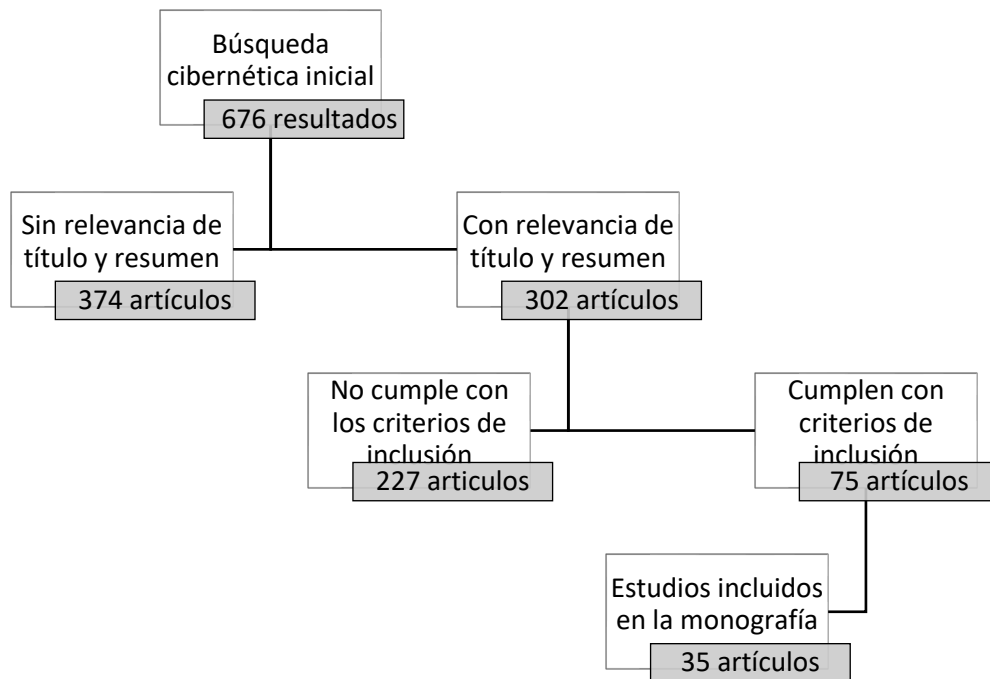 Búsqueda
cibernética inicial
676 resultados
Sin relevancia de
título y resumen
374 artículos
Con relevancia de
título y resumen
302 artículos
No cumple con
los criterios de
inclusión
227 articulos
Cumplen con
criterios de
inclusión
75 artículos
Estudios incluidos
en la monografía
35 artículos